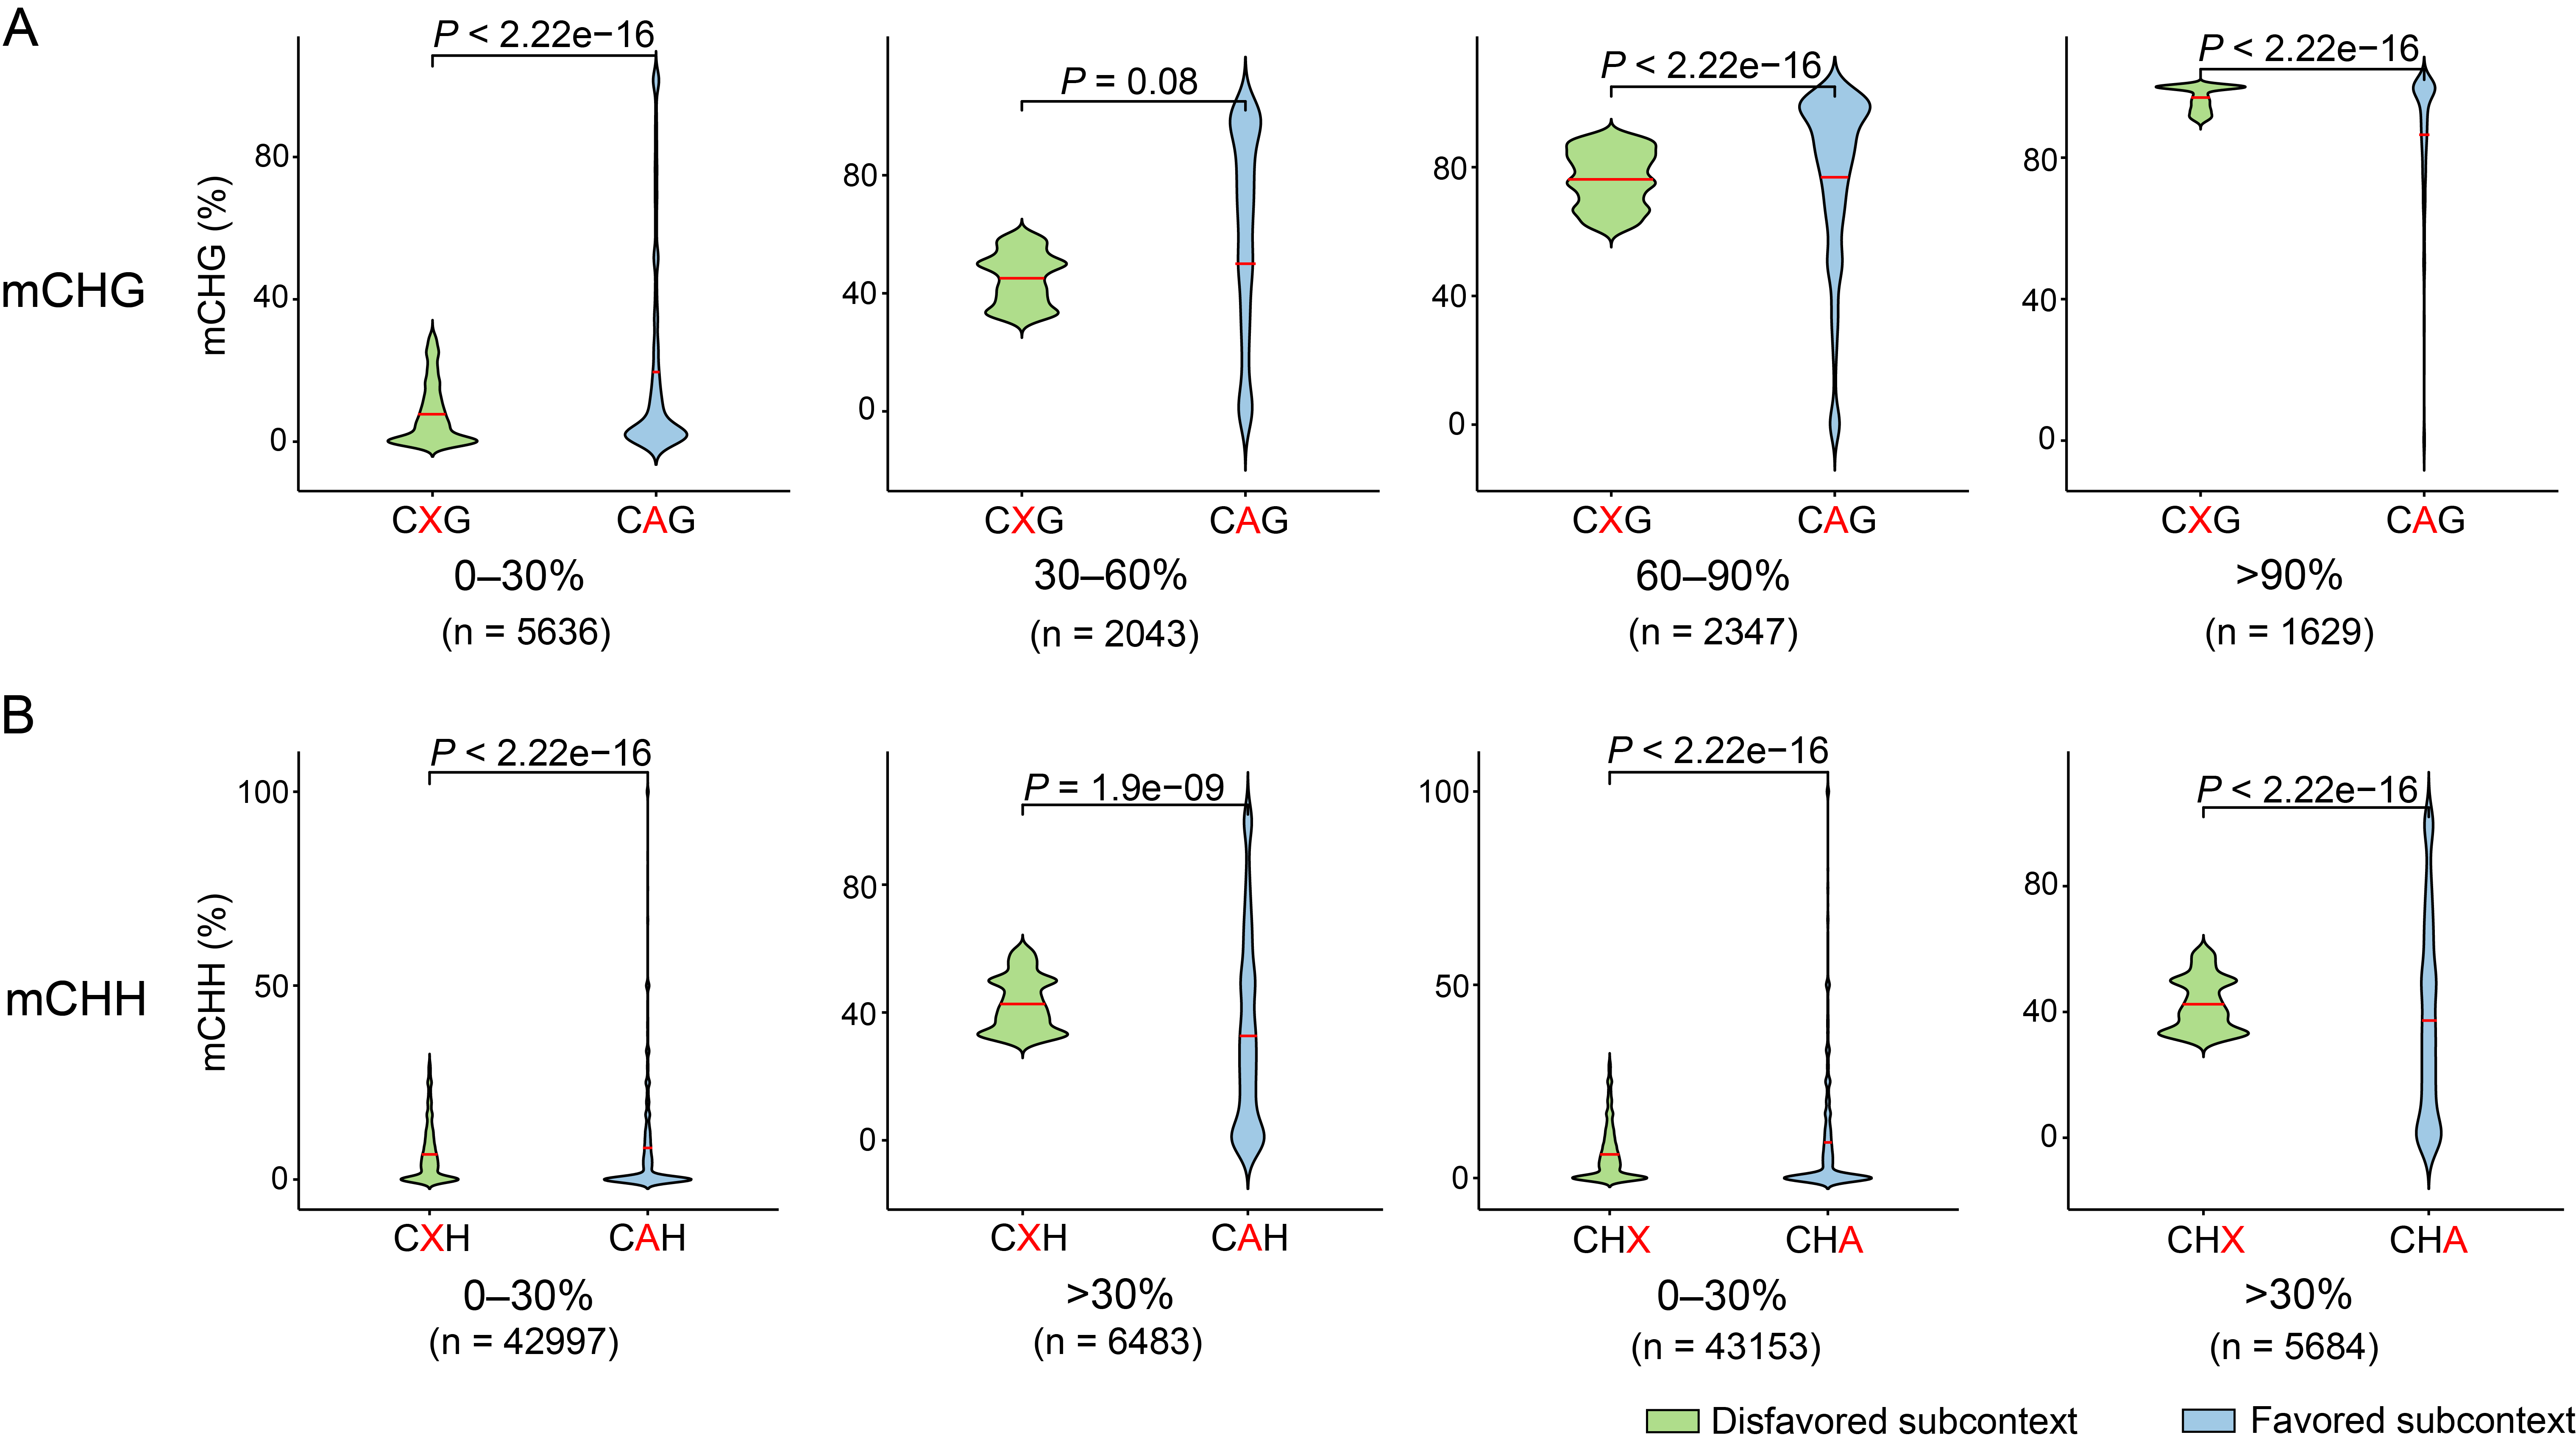 A
P < 2.22e−16
P = 0.08
P < 2.22e−16
P < 2.22e−16
mCHG
mCHG (%)
80
40
0
80
40
0
80
40
0
80
40
0
CXG CAG
CXG CAG
CXG CAG
CXG CAG
0–30%
30–60%
60–90%
>90%
(n = 5636)
(n = 2043)
(n = 2347)
(n = 1629)
B
P < 2.22e−16
P = 1.9e−09
P < 2.22e−16
P < 2.22e−16
mCHH
mCHH (%)
100
50
0
80
40
0
100
50
0
80
40
0
CXH CAH
CXH CAH
CHX CHA
CHX CHA
0–30%
>30%
0–30%
>30%
(n = 42997)
(n = 6483)
(n = 43153)
(n = 5684)
Disfavored subcontext
Favored subcontext